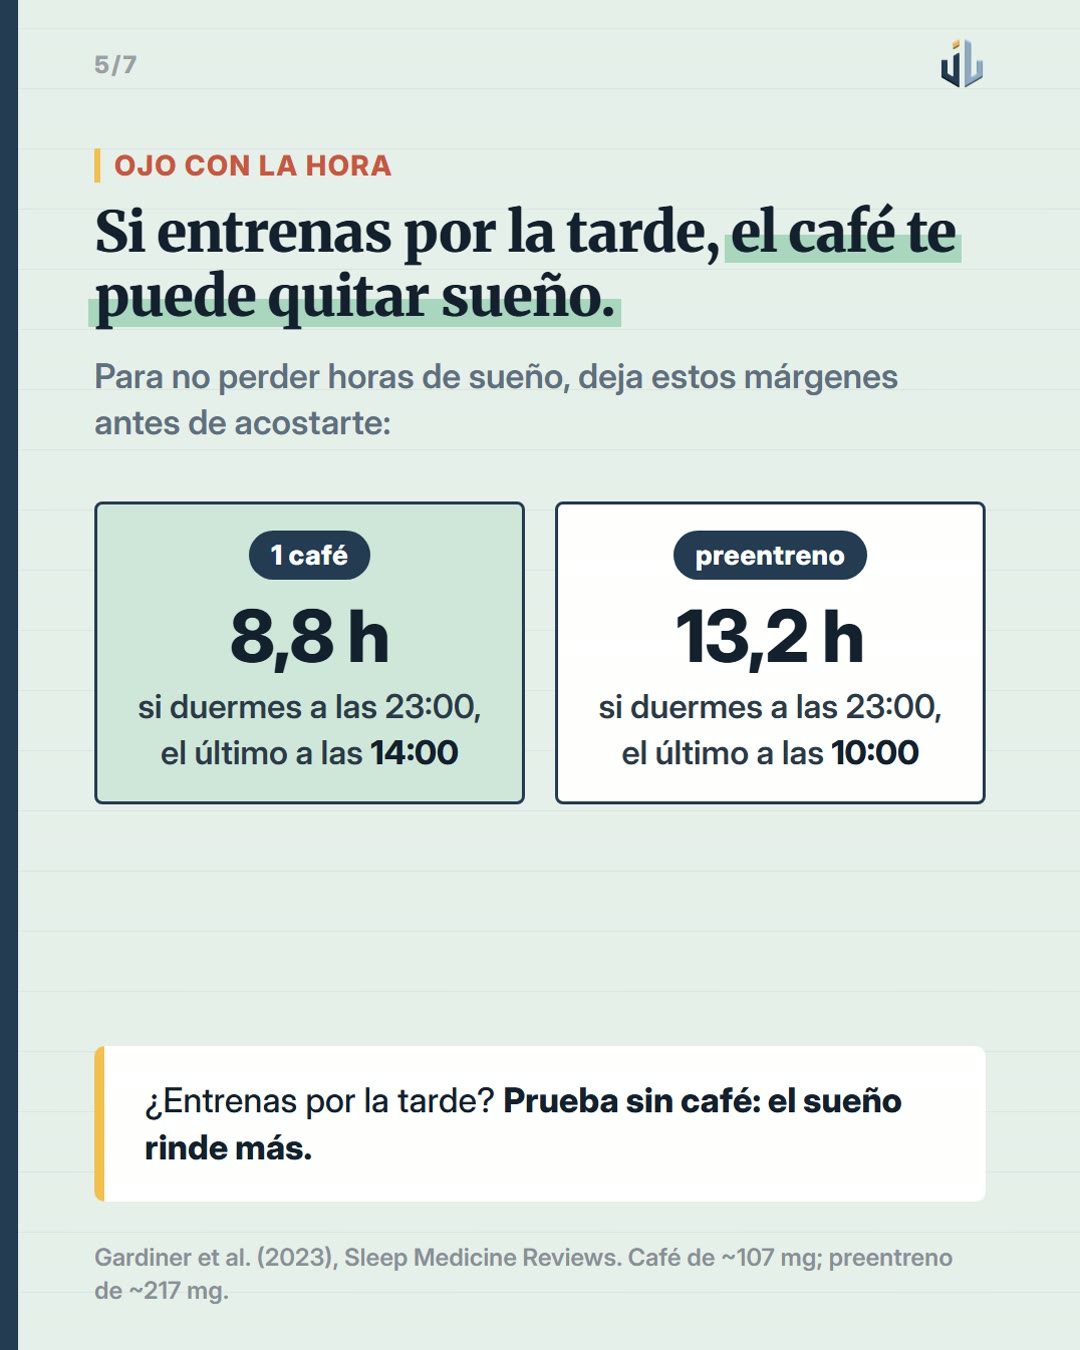 5/7
OJO CON LA HORA
Si entrenas por la tarde, el café te
puede quitar sueño.
Para no perder horas de sueño, deja estos márgenes
antes de acostarte:
1 café
8,8 h
si duermes a las 23:00,
el último a las 14:00
preentreno
13,2 h
si duermes a las 23:00,
el último a las 10:00
¿Entrenas por la tarde? Prueba sin café: el sueño
rinde más.
Gardiner et al. (2023), Sleep Medicine Reviews. Café de ~107 mg; preentreno
de ~217 mg.